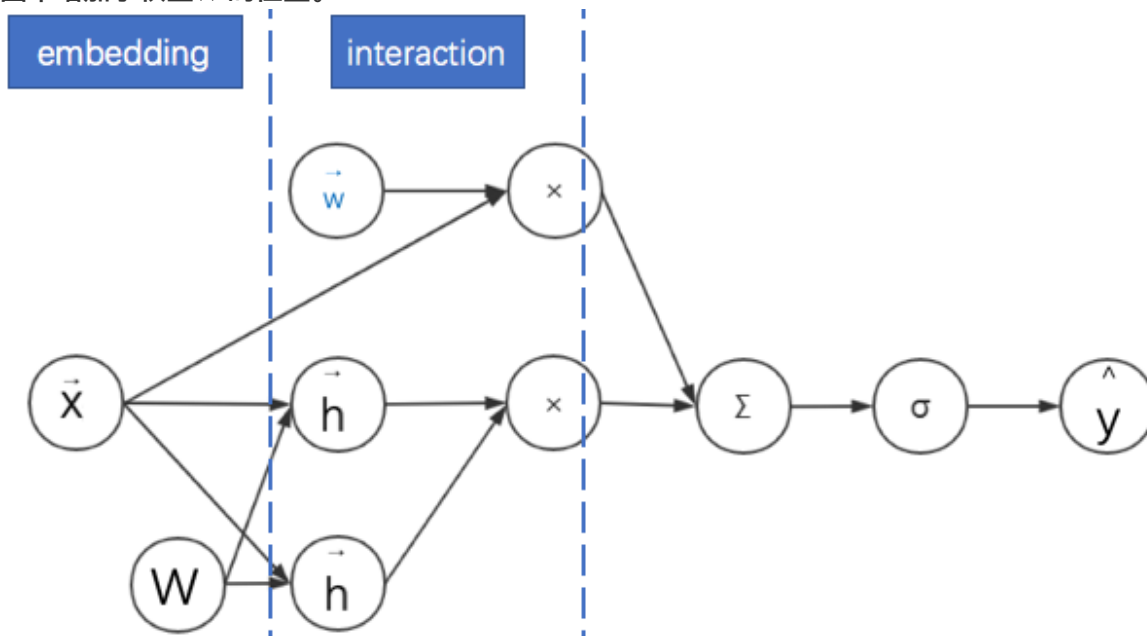 embedding
interaction
→
w
×
→
x
→
h
×
Σ
σ
^
y
W
→
h